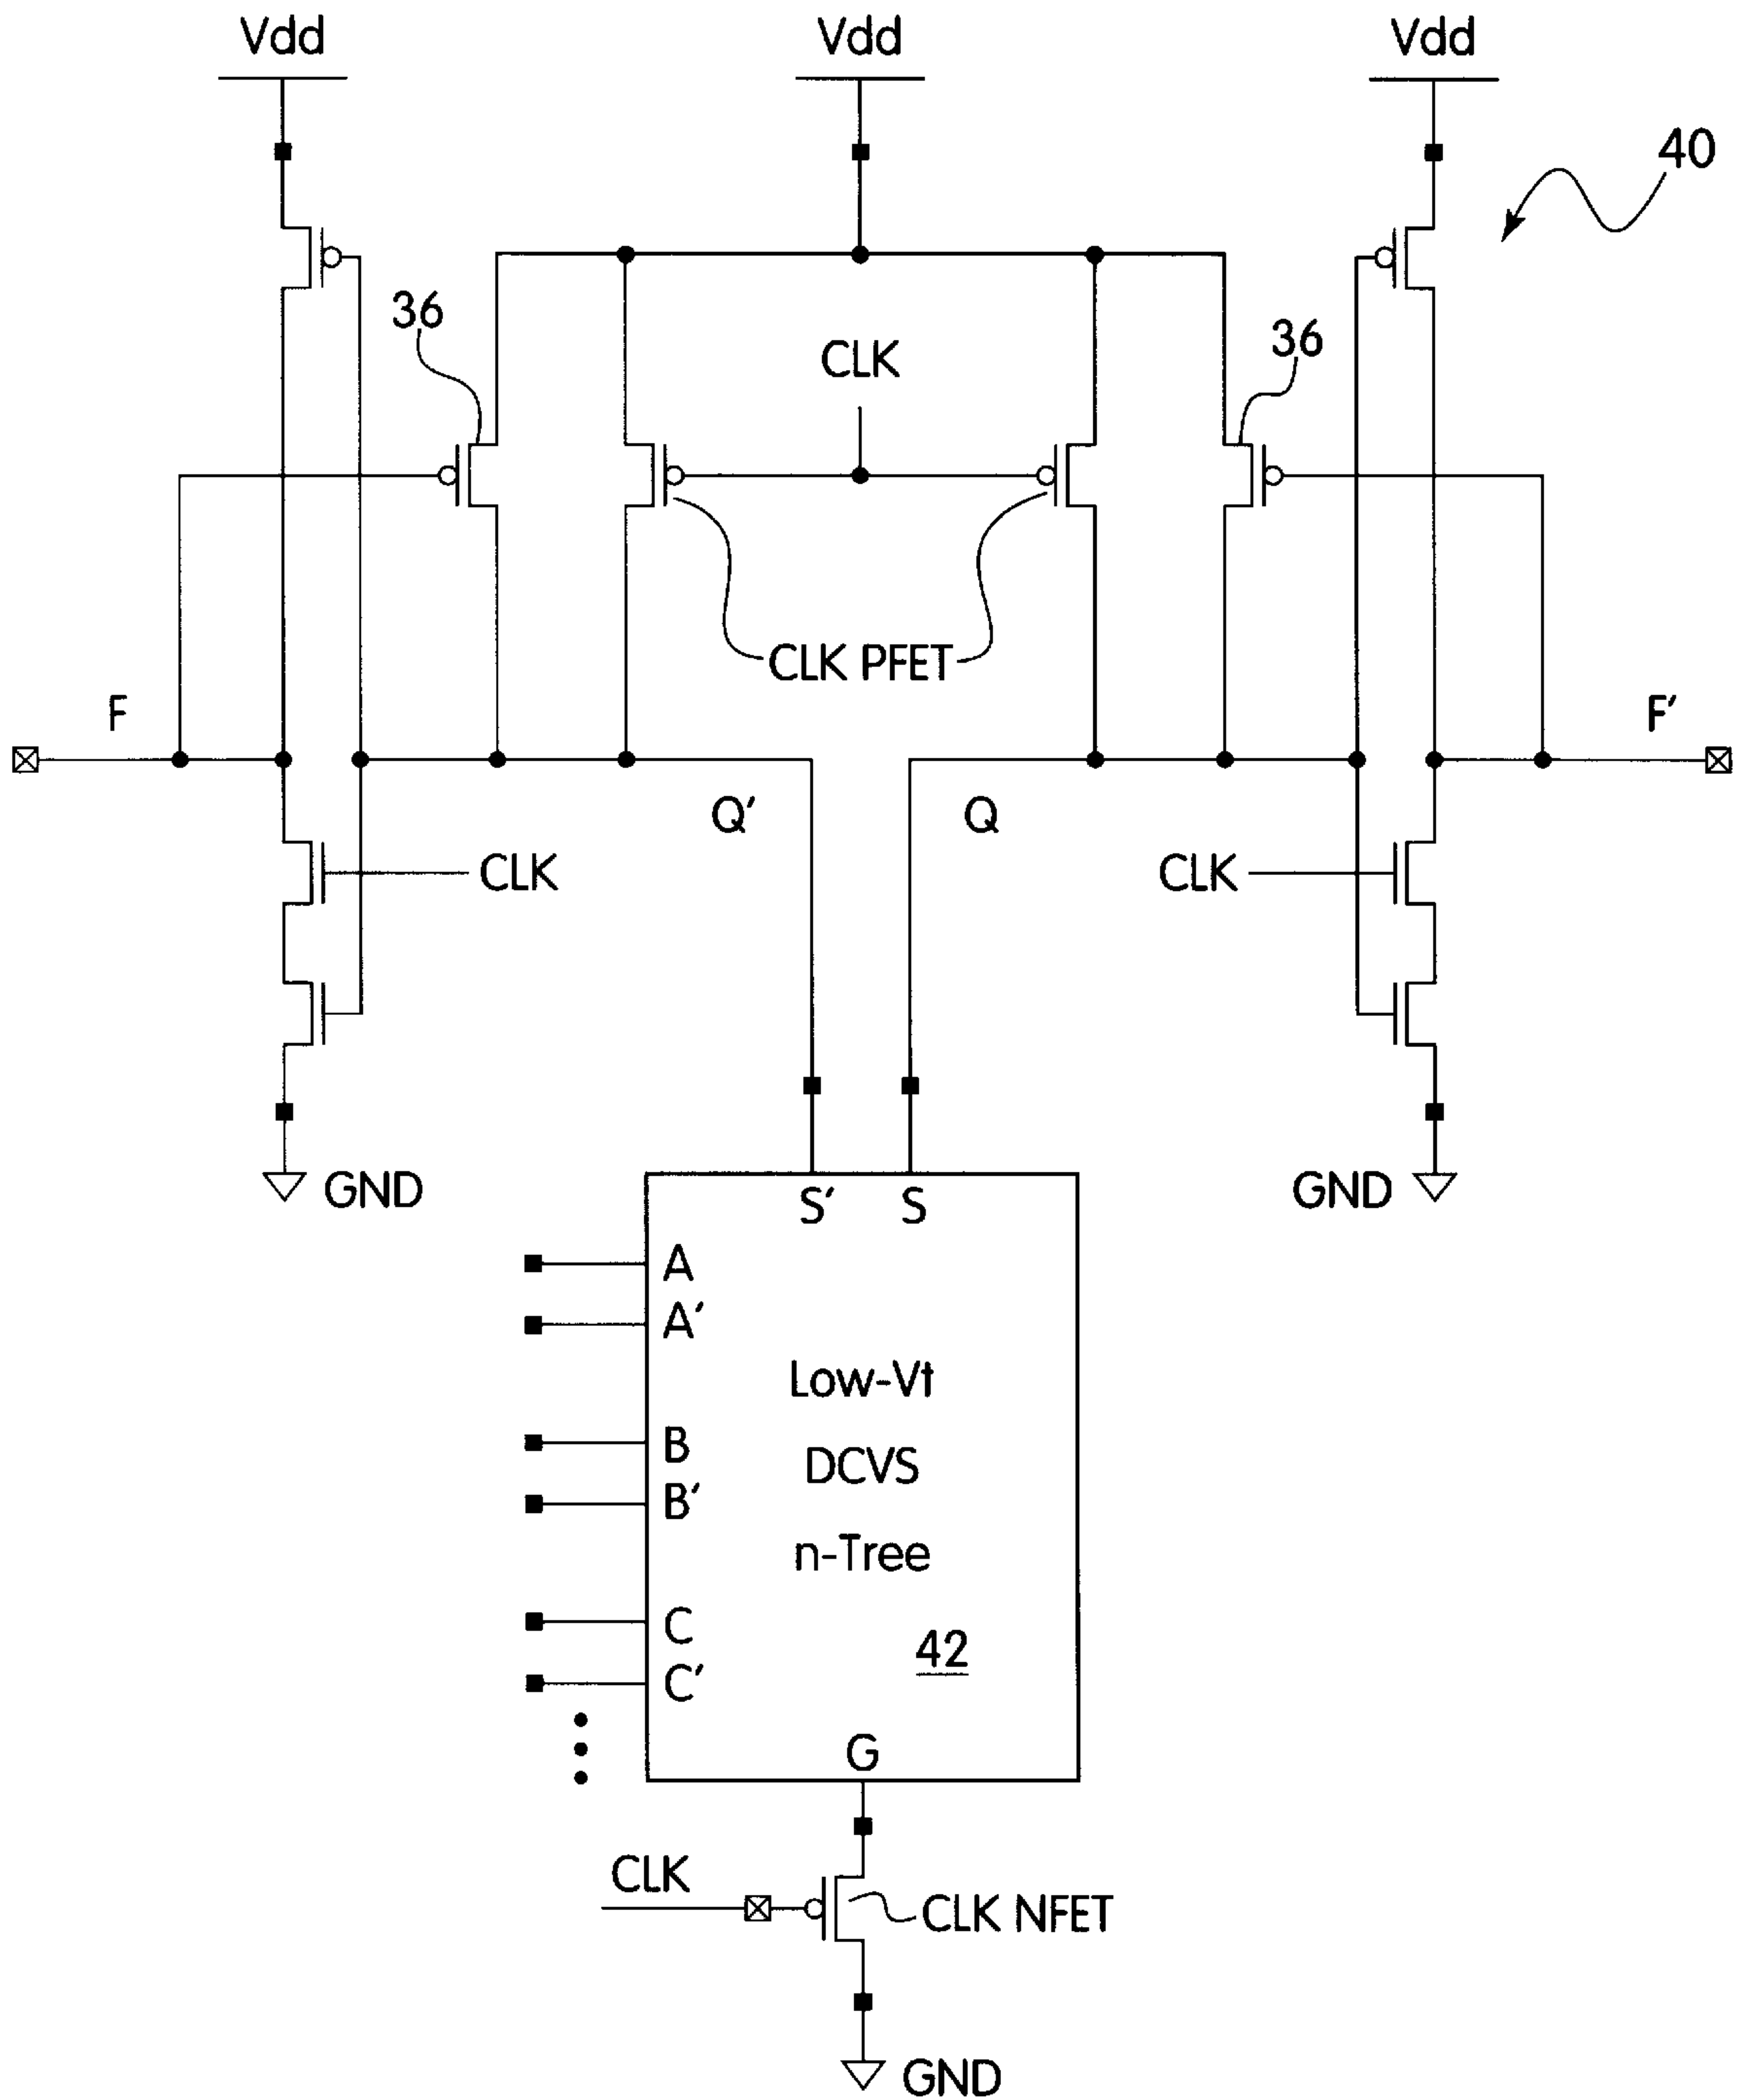 Vdd Vdd Vdd
40
36
36
CLK
CLK PFET
F
F'
Q'
Q
CLK
CLK
GND
GND
S' S
A
A'
Low-Vt
B
DCVS
B'
n-Tree
C
42
C'
G
CLK
CLK NFET
GND